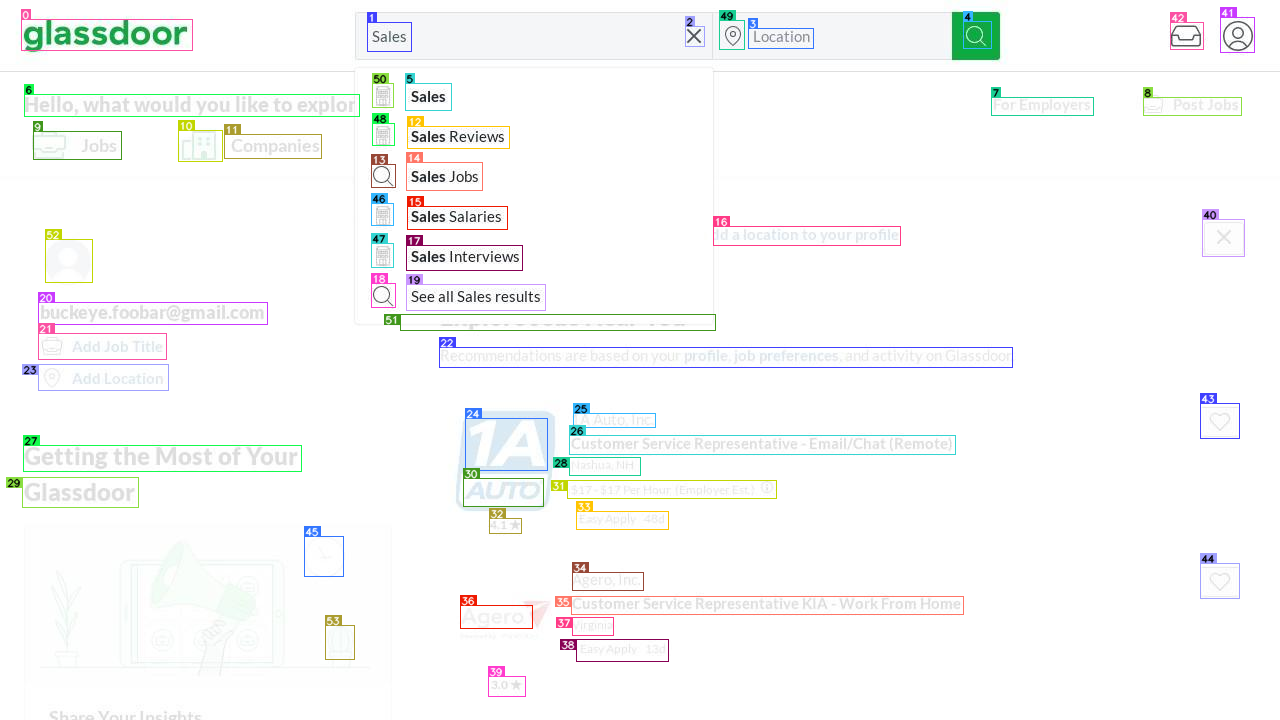 glassdoor
Sales
Location
Hello, what would you like to explor
For Employers
Post Jobs
Jobs
Companies
Sales
Sales Reviews
Sales Jobs
Sales Salaries
Sales Interviews
See all Sales results
dd a location to your profile
buckeye.foobar@gmail.com
Add Job Title
Add Location
Recommendations are based on your profile, job preferences, and activity on Glassdoor
Getting the Most of Your
Glassdoor
1A
AUTO
1A Auto, Inc.
Customer Service Representative - Email/Chat (Remote)
Nashua, NH
$17 - $17 Per Hour (Employer Est.)
4.1 ★
Easy Apply 48d
Agero
Agero, Inc.
Customer Service Representative KIA - Work From Home
Virginia
Easy Apply 13d
3.0 ★
Share Your Insights
0
1
2
3
4
5
6
7
8
9
10
11
12
13
14
15
16
17
18
19
20
21
22
23
24
25
26
27
28
29
30
31
32
33
34
35
36
37
38
39
40
41
42
43
44
45
46
47
48
49
50
51
52
53